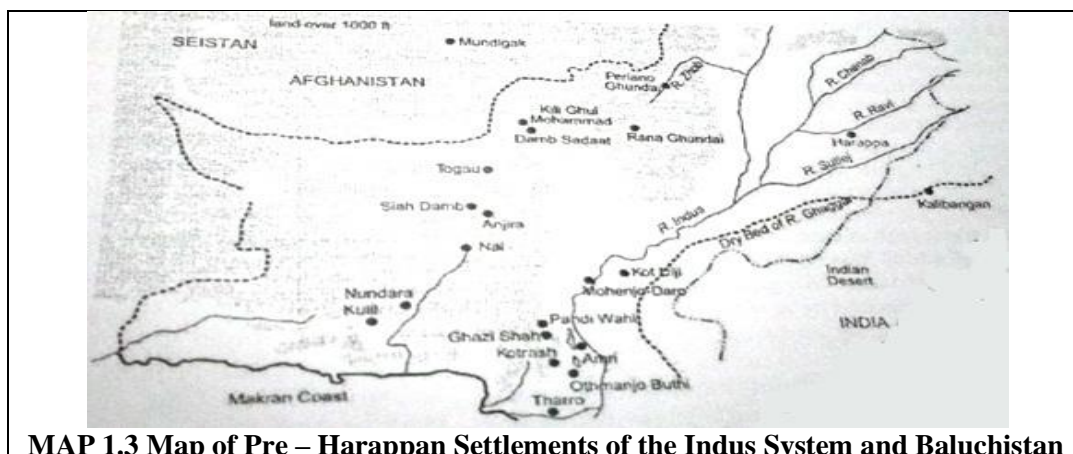 land over 1000 ft
SEISTAN
Mundigak
AFGHANISTAN
Periano
Ghundai
R. Zhob
R. Chenab
R. Ravi
Harappa
R. Sutlej
Kili Ghul
Mohammad
Damb Sadaat
Rana Ghundai
Togau
Siah Damb
Anjira
Nal
R. Indus
Dry Bed of R. Ghaggar
Kalibangan
Kot Diji
Mohenjo-Daro
Indian
Desert
INDIA
Nundara
Kulli
Pandi Wahi
Ghazi Shah
Kotrash
Amri
Othmanjo Buthi
Tharro
Makran Coast
MAP 1.3 Map of Pre – Harappan Settlements of the Indus System and Baluchistan